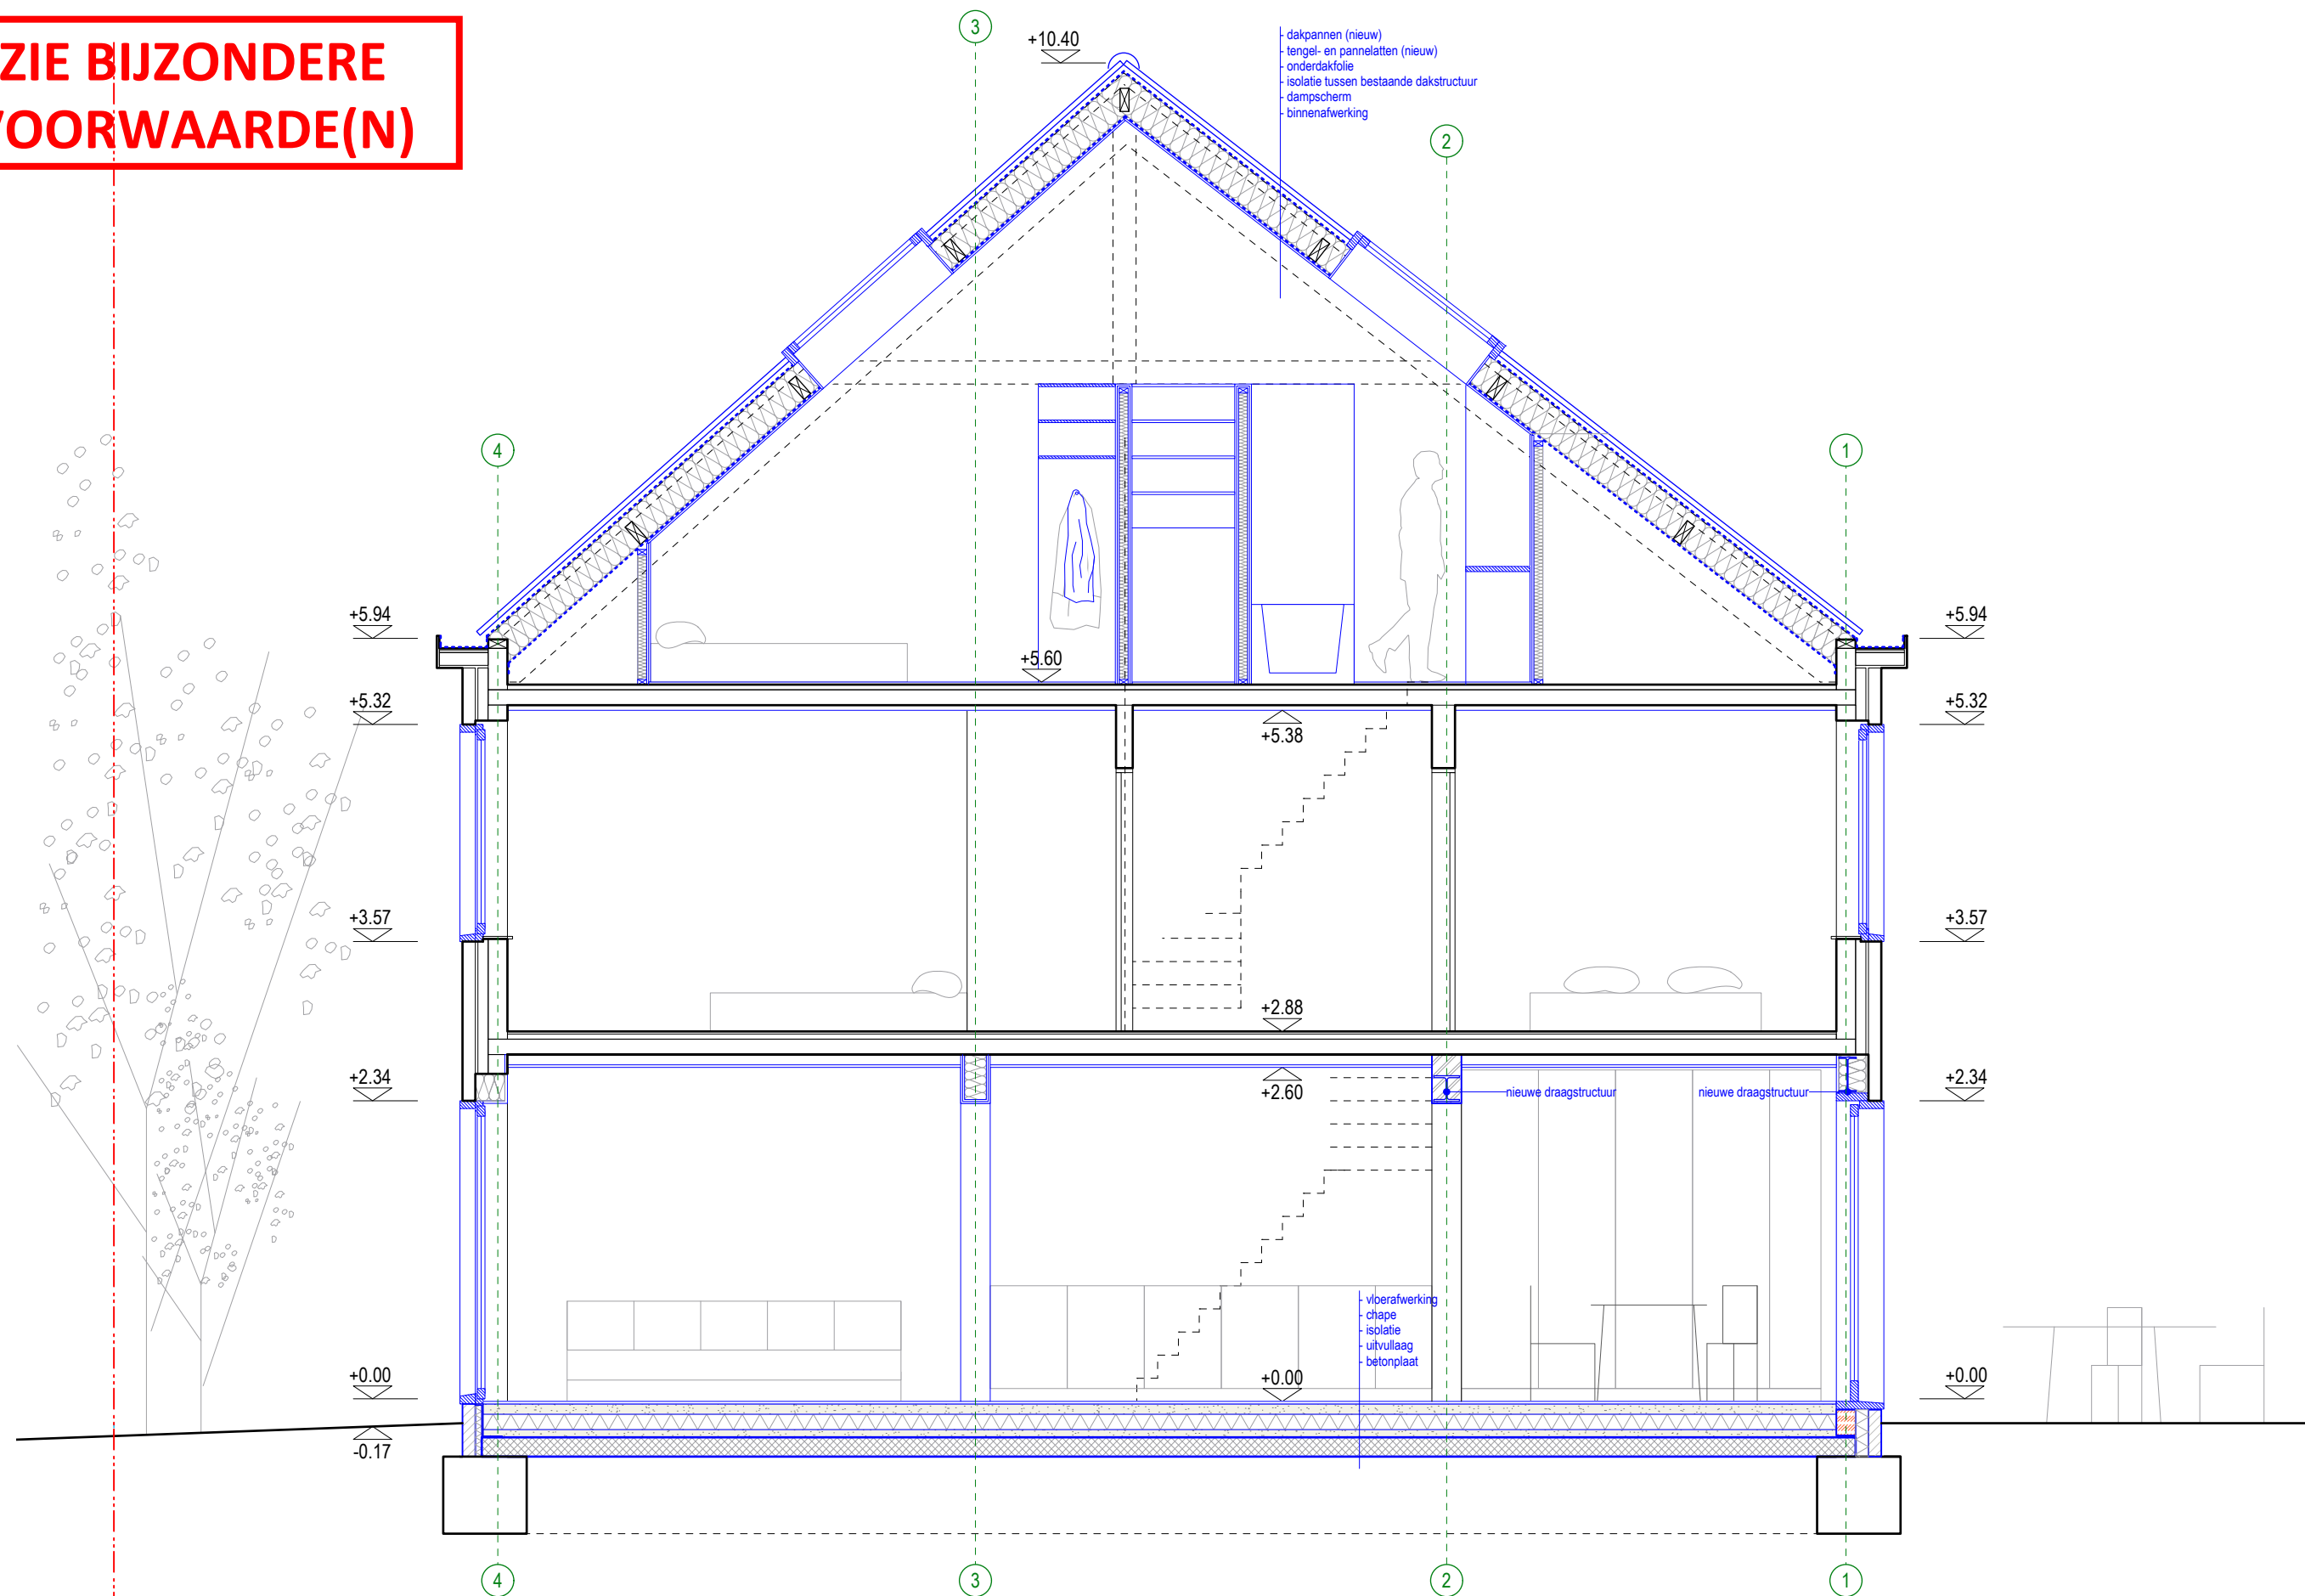 ZIE BIJZONDERE
VOORWAARDE(N)
3
+10.40
- dakpannen (nieuw)
- tengel- en pannelatten (nieuw)
- onderdakfolie
- isolatie tussen bestaande dakstructuur
- dampscherm
- binnenafwerking
2
4
1
+5.94
+5.94
+5.60
+5.32
+5.32
+5.38
+3.57
+3.57
+2.88
+2.34
+2.34
+2.60
nieuwe draagstructuur
nieuwe draagstructuur
- vloerafwerking
- chape
- isolatie
- uitvullaag
- betonplaat
+0.00
+0.00
+0.00
-0.17
4
3
2
1